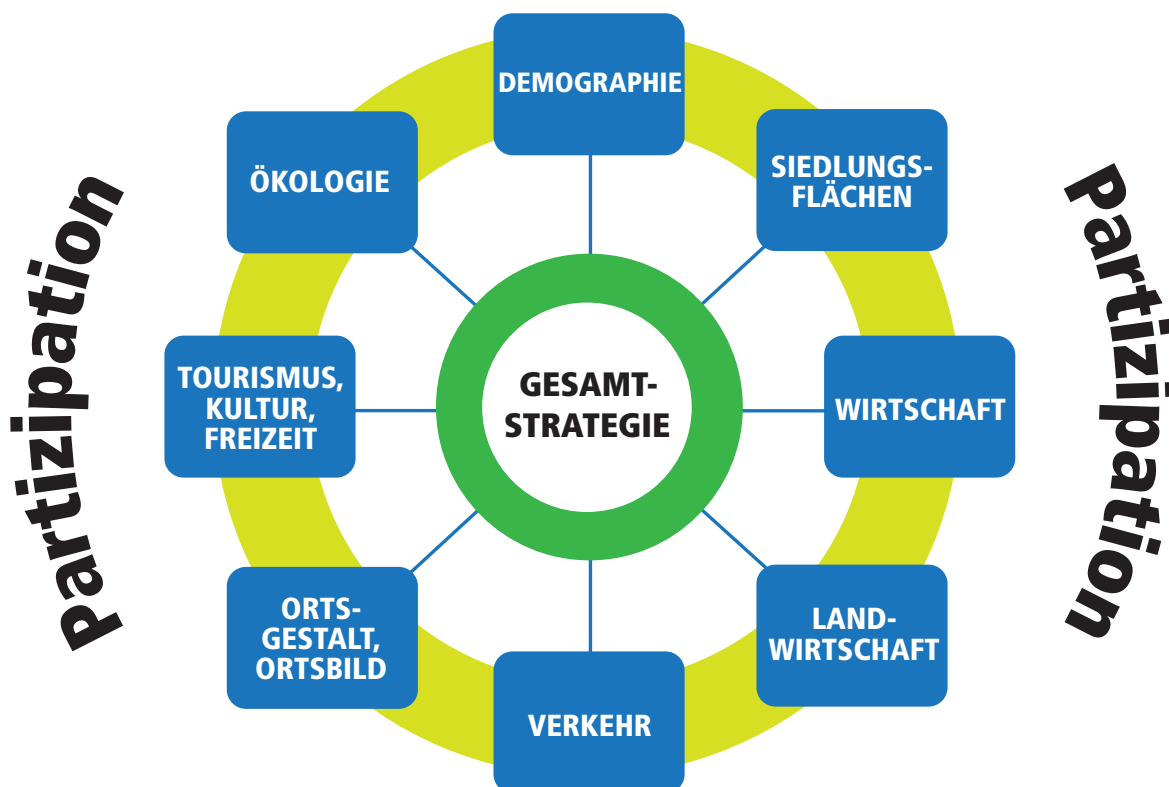 DEMOGRAPHIE
SIEDLUNGS-
FLÄCHEN
ÖKOLOGIE
Partizipation
Partizipation
TOURISMUS,
KULTUR,
FREIZEIT
GESAMT-
STRATEGIE
WIRTSCHAFT
ORTS-
GESTALT,
ORTSBILD
LAND-
WIRTSCHAFT
VERKEHR